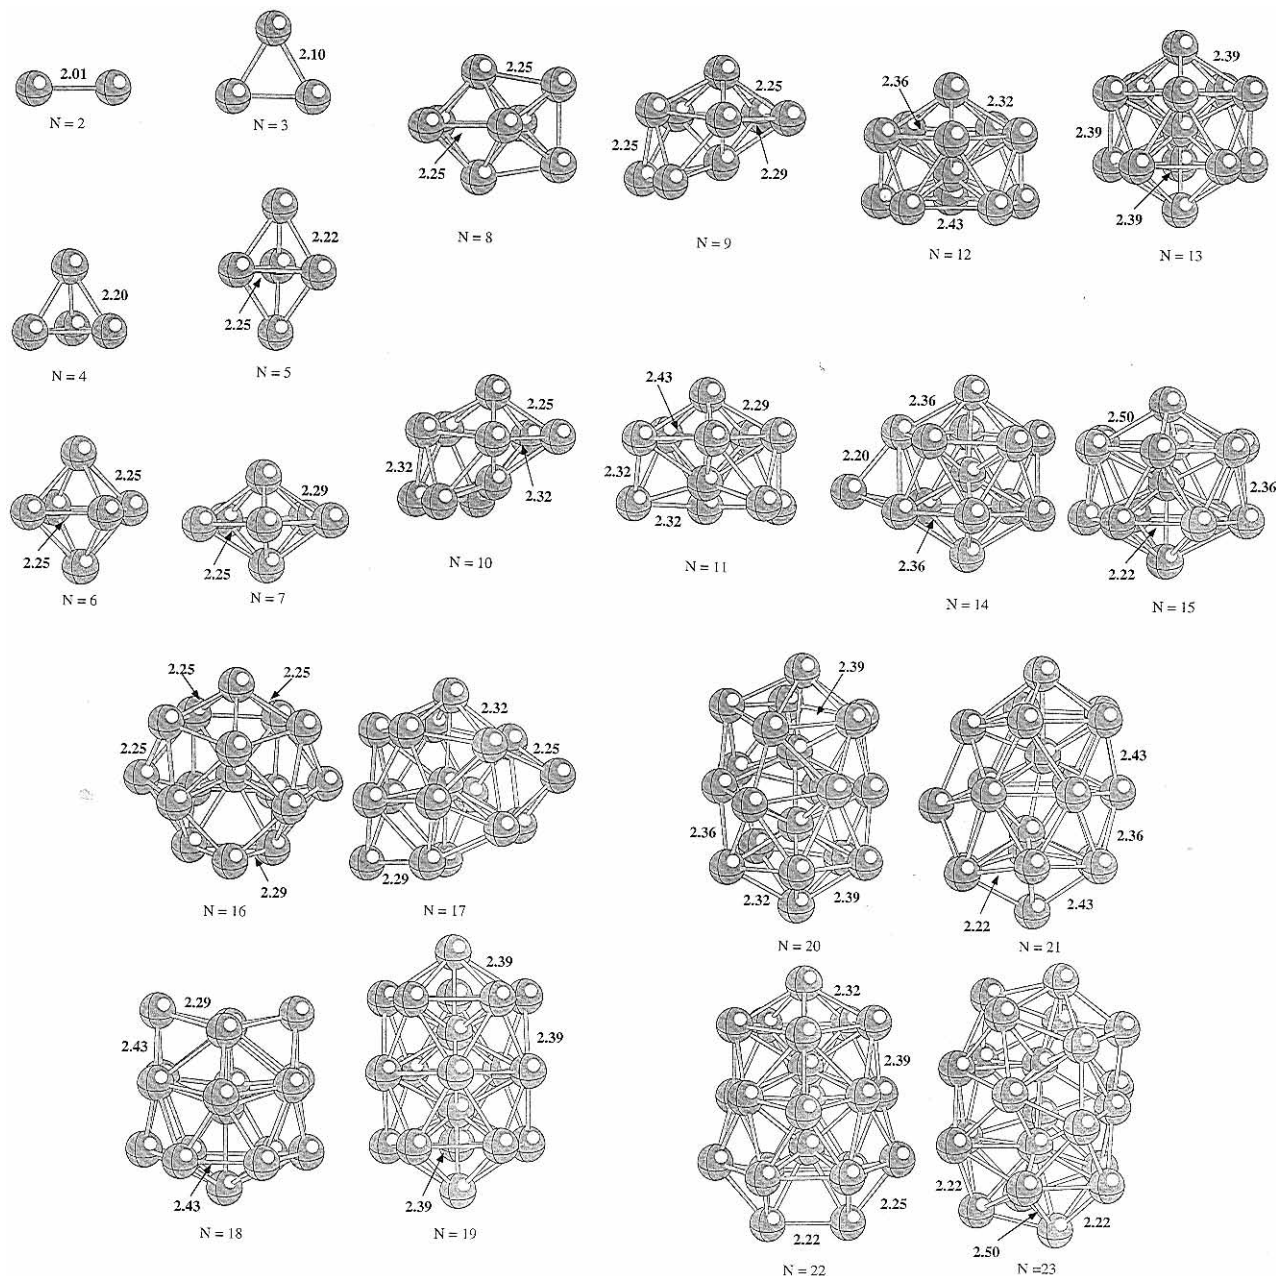 2.01
N = 2
2.10
N = 3
2.25
2.25
N = 8
2.25
2.25
2.29
N = 9
2.36
2.32
2.43
N = 12
2.39
2.39
2.39
N = 13
2.20
N = 4
2.22
2.25
N = 5
2.25
2.25
N = 6
2.29
2.25
N = 7
2.25
2.32
2.32
N = 10
2.43
2.29
2.32
2.32
N = 11
2.36
2.20
2.36
N = 14
2.50
2.36
2.22
N = 15
2.25
2.25
2.25
2.29
N = 16
2.32
2.25
2.29
N = 17
2.39
2.36
2.32
2.39
N = 20
2.43
2.36
2.22
2.43
N = 21
2.29
2.43
2.43
N = 18
2.39
2.39
2.39
N = 19
2.32
2.39
2.25
2.22
N = 22
2.22
2.22
2.50
N =23